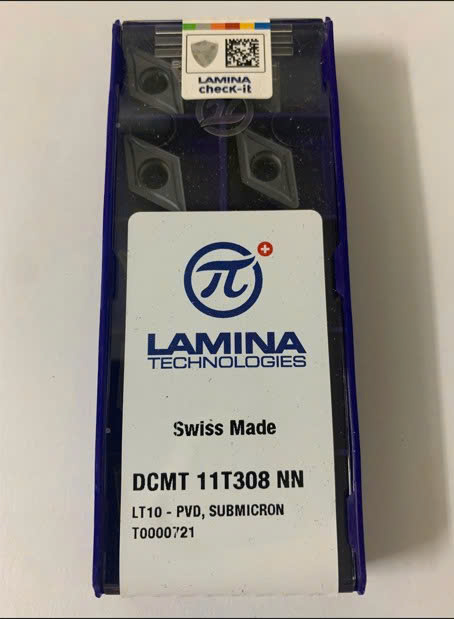 LAMINA
check-it
π
LAMINA
TECHNOLOGIES
Swiss Made
DCMT 11T308 NN
LT10 - PVD, SUBMICRON
T0000721